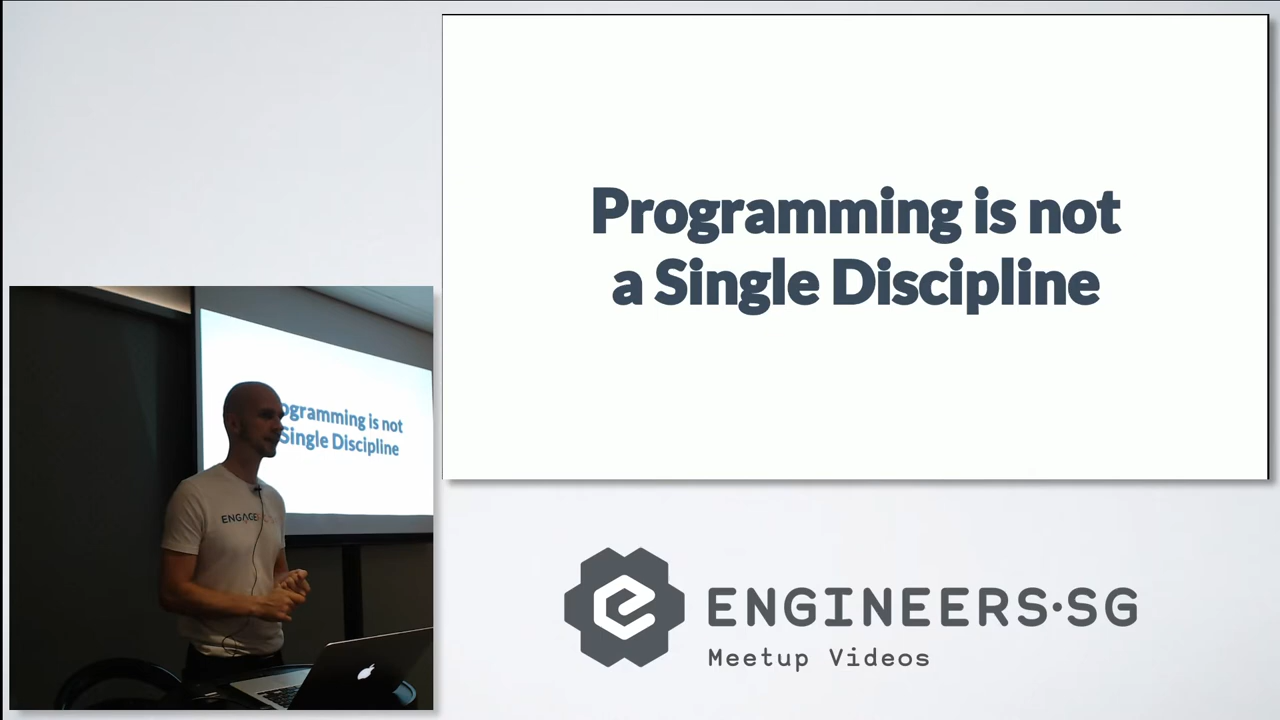 Programming is not
a Single Discipline
ogramming is not
Single Discipline
ENGAGE
ENGINEERS·SG
Meetup Videos